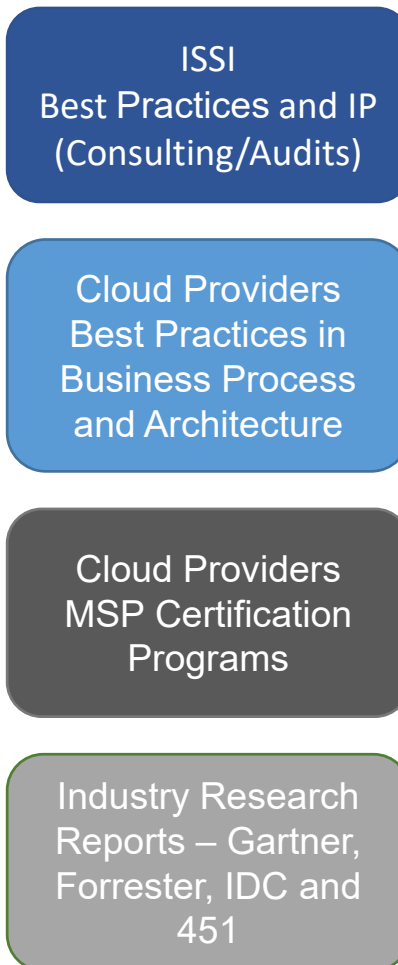 ISSI
Best Practices and IP
(Consulting/Audits)
Cloud Providers
Best Practices in
Business Process
and Architecture
Cloud Providers
MSP Certification
Programs
Industry Research
Reports – Gartner,
Forrester, IDC and
451